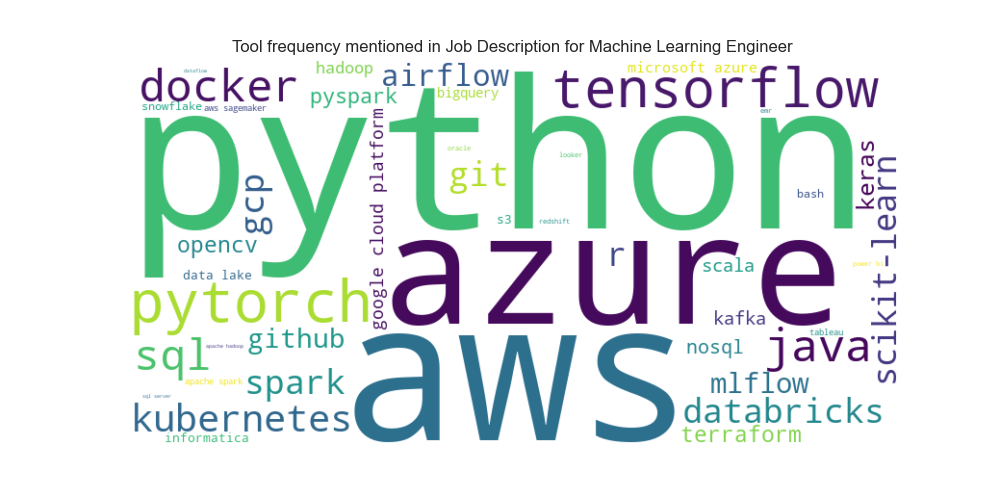 Tool frequency mentioned in Job Description for Machine Learning Engineer
docker
dataflow
hadoop
airflow
microsoft azure
tensorflow
snowflake
aws sagemaker
pyspark
bigquery
emr
python
google cloud platform
oracle
looker
git
keras
scikit-learn
bash
gcp
s3
redshift
opencv
r
scala
data lake
azure
power bi
pytorch
kafka
github
tableau
java
sql
apache hadoop
nosql
aws
apache spark
spark
mlflow
sql server
kubernetes
databricks
informatica
terraform